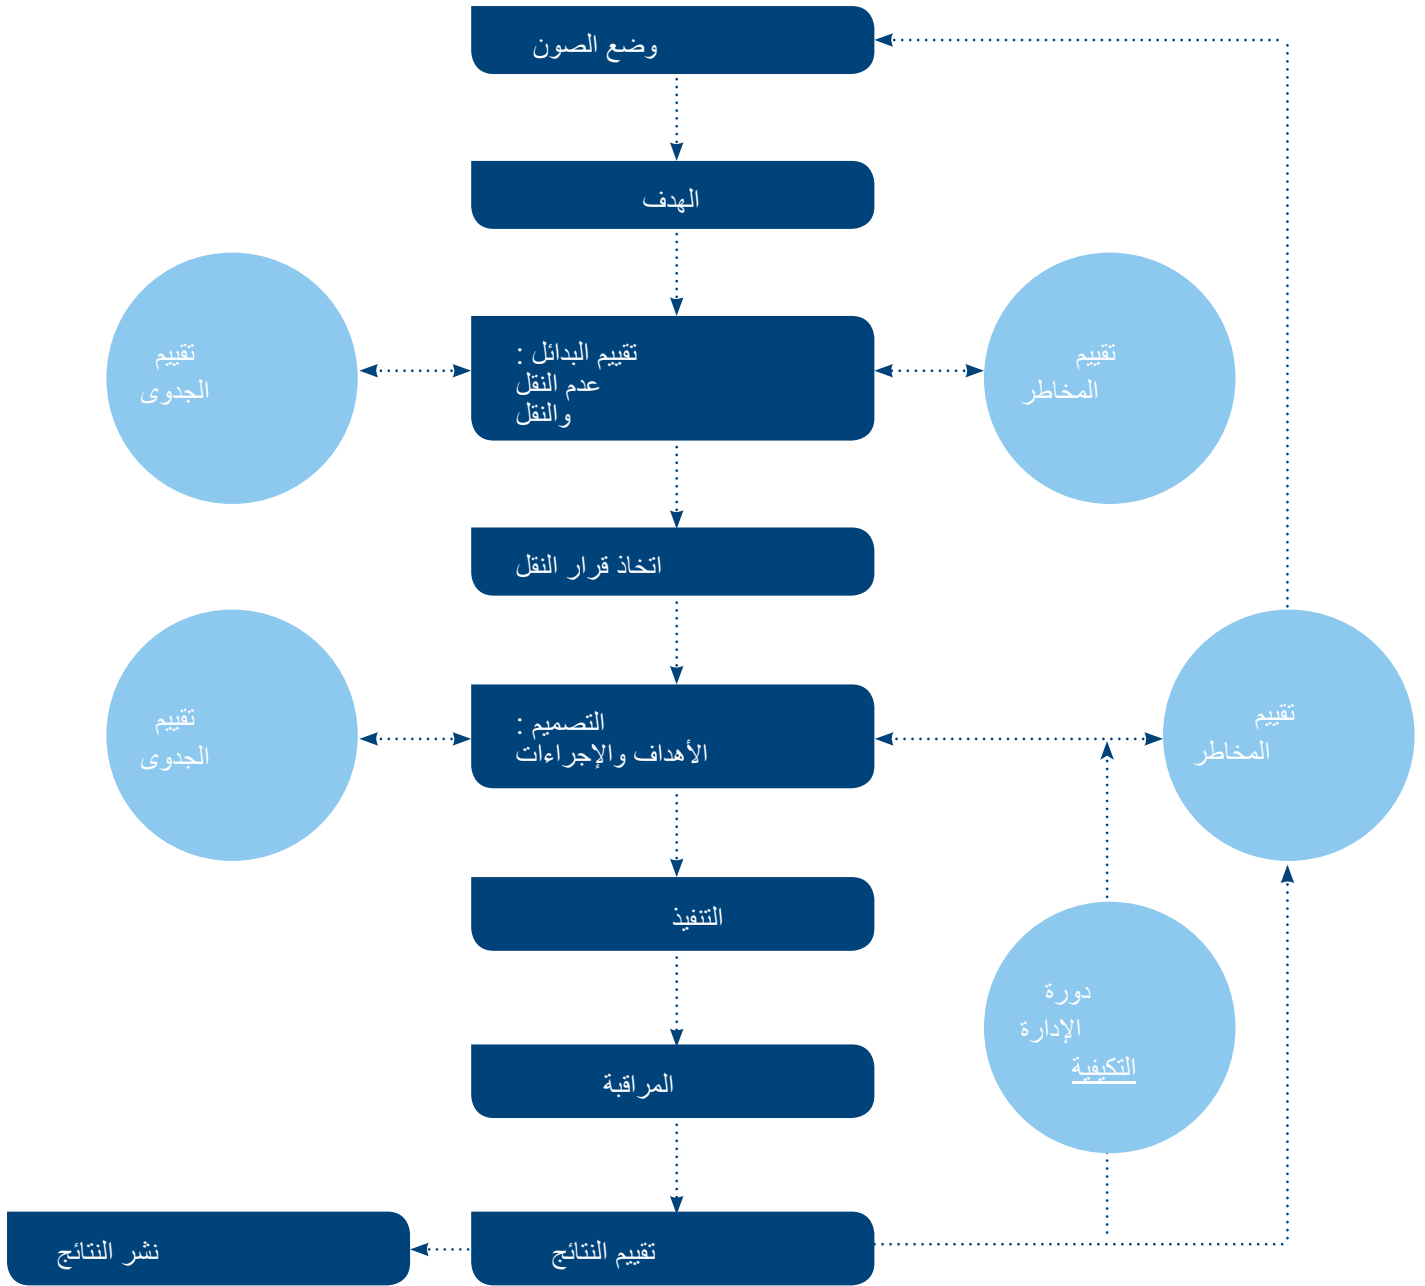 وضع الصون
الهدف
تقييم
المخاطر
تقييم البدائل :
عدم النقل
والنقل
تقييم
الجدوى
اتخاذ قرار النقل
تقييم
المخاطر
التصميم :
الأهداف والإجراءات
تقييم
الجدوى
التنفيذ
دورة
الإدارة
التكيفية
المراقبة
تقييم النتائج
نشر النتائج